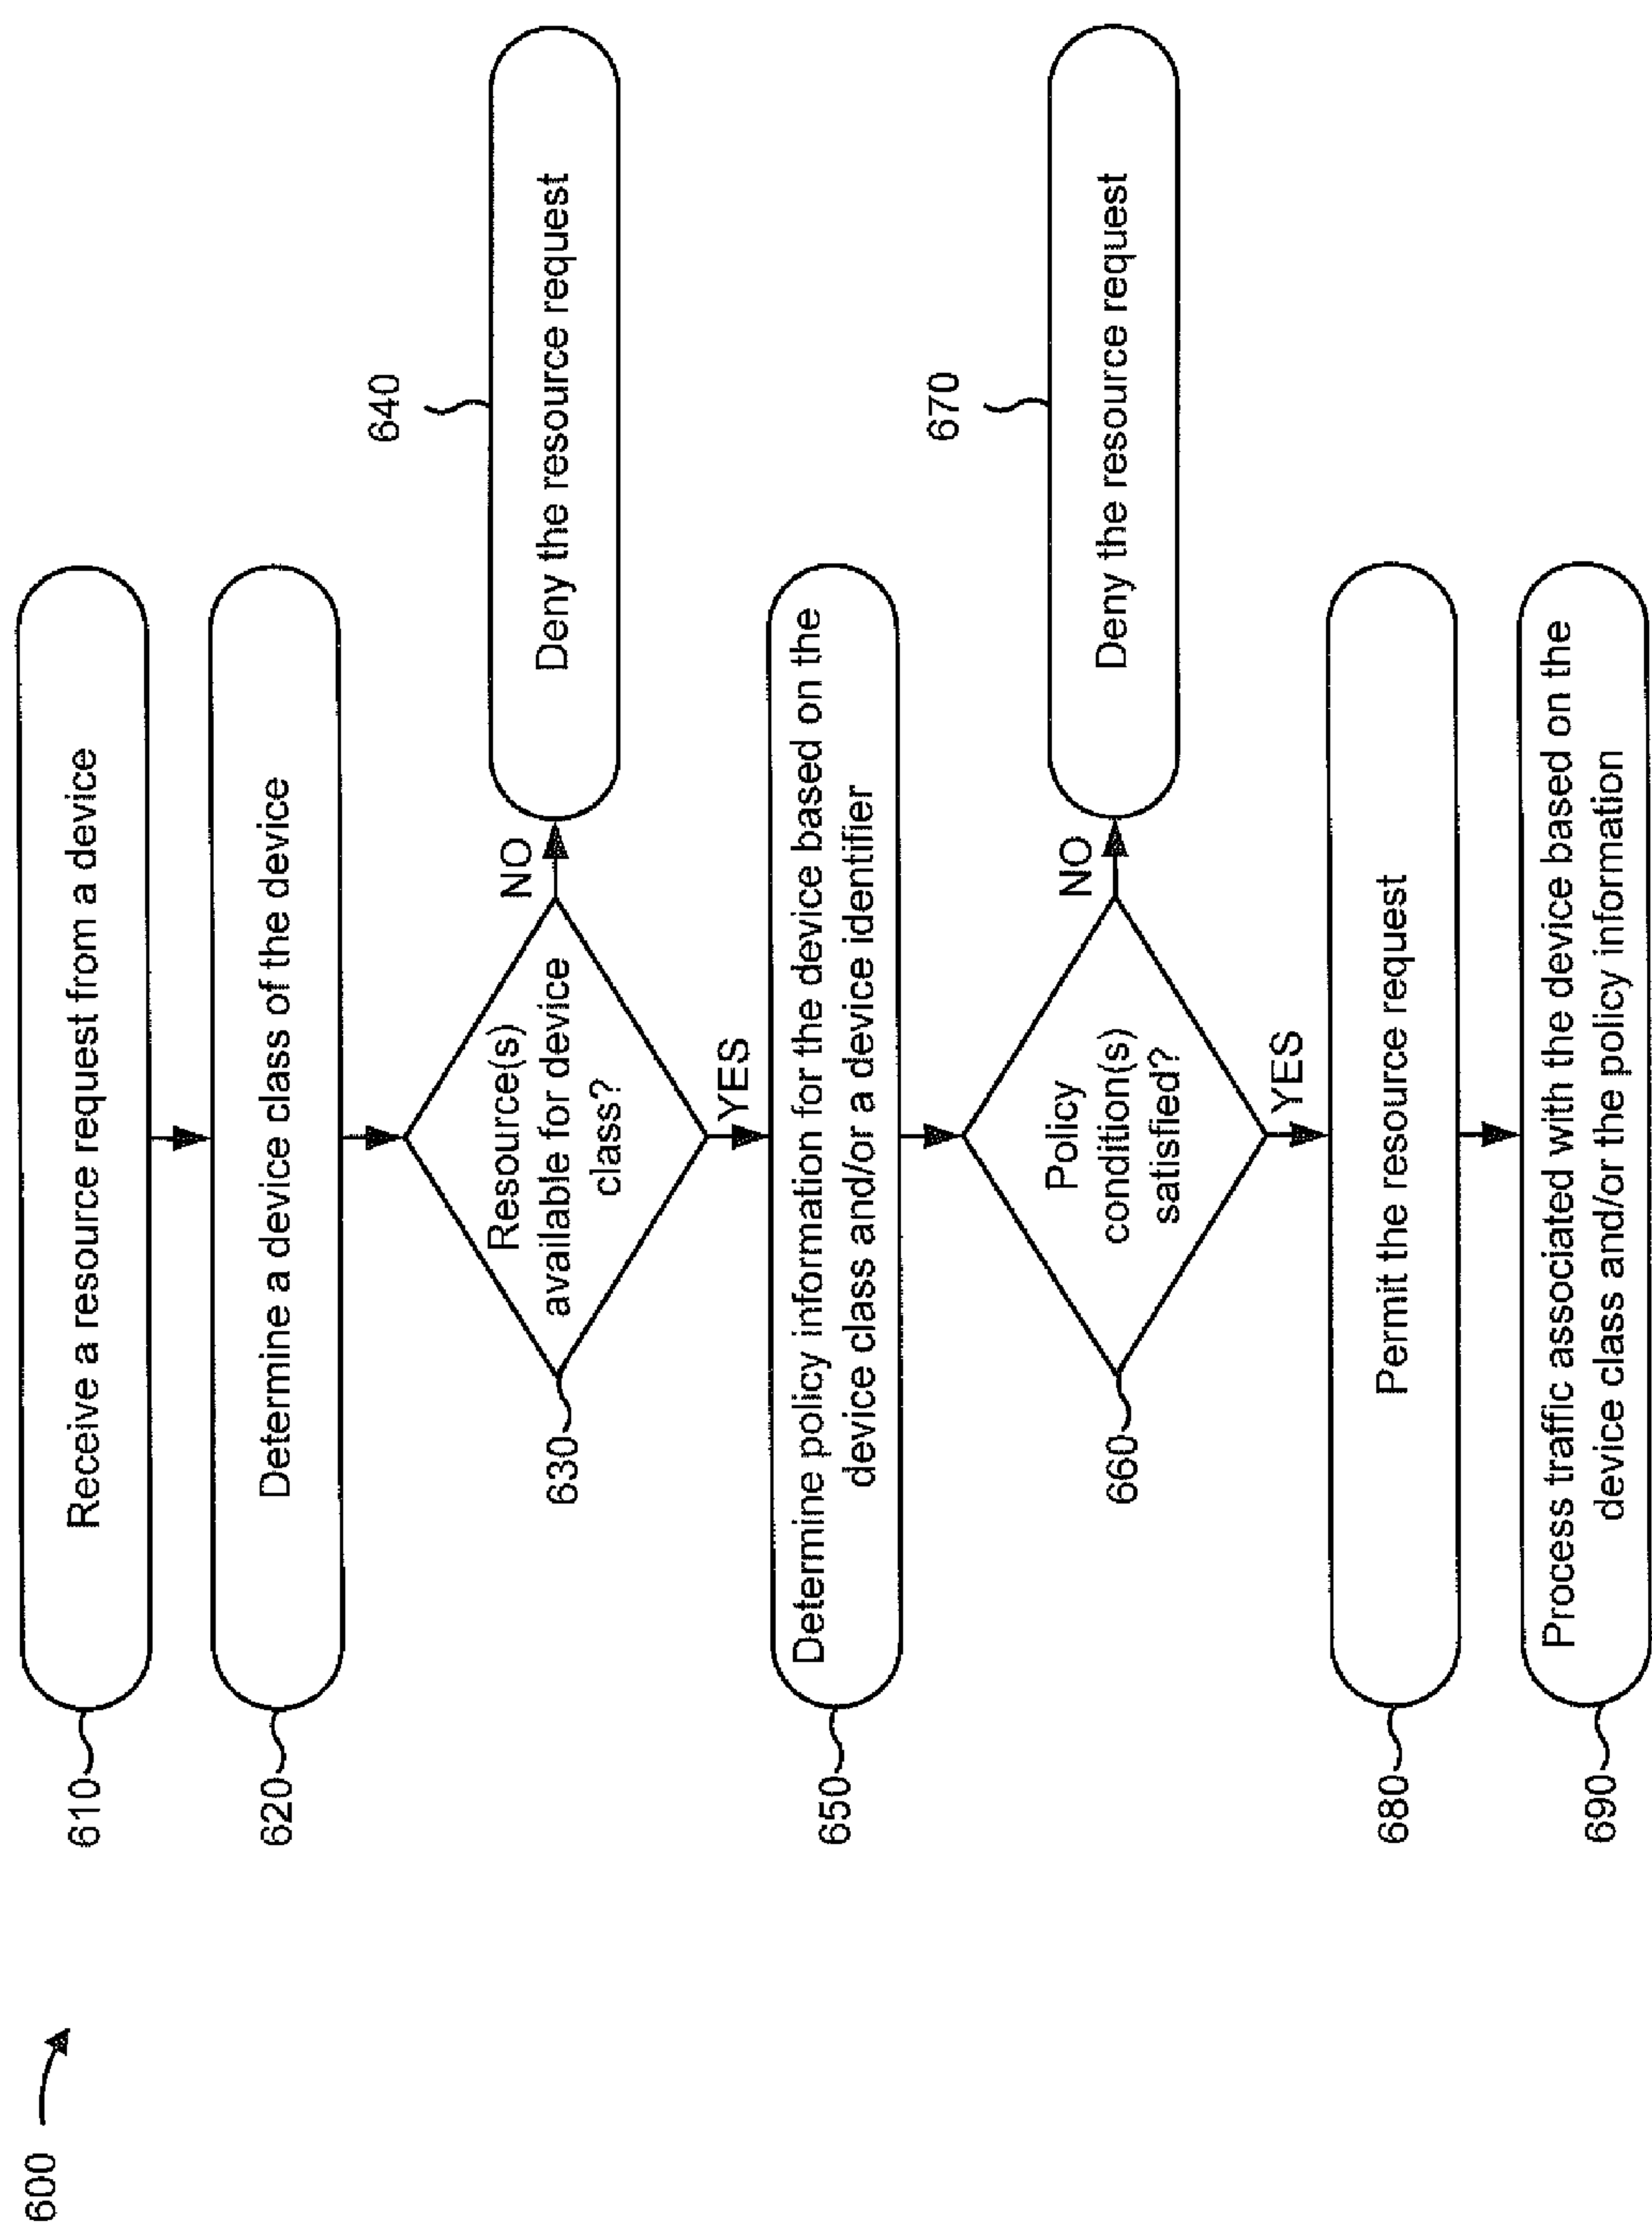 600
610
Receive a resource request from a device
620
Determine a device class of the device
630
Resource(s)
available for device
class?
NO
640
Deny the resource request
YES
650
Determine policy information for the device based on the
device class and/or a device identifier
660
Policy
condition(s)
satisfied?
NO
670
Deny the resource request
YES
680
Permit the resource request
690
Process traffic associated with the device based on the
device class and/or the policy information